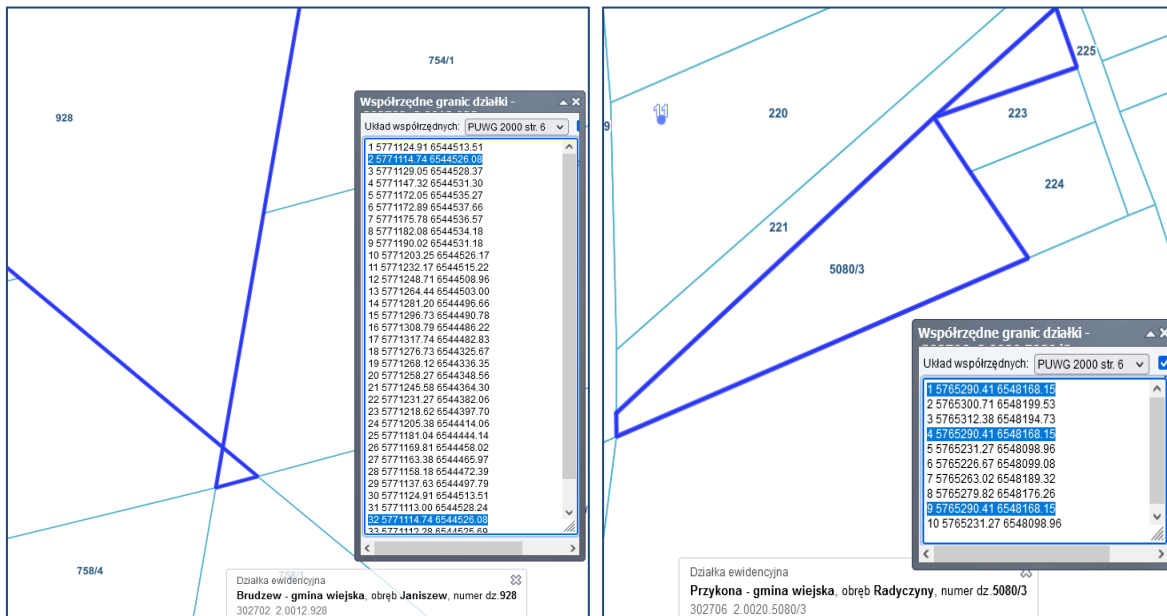 928
754/1
758/4
758/1
Współrzędne granic działki -
Układ współrzędnych: PUWG 2000 str. 6
1 5771124.91 6544513.51
2 5771114.74 6544526.08
3 5771129.05 6544528.37
4 5771147.32 6544531.30
5 5771172.05 6544535.27
6 5771172.89 6544537.66
7 5771175.78 6544536.57
8 5771182.08 6544534.18
9 5771190.02 6544531.18
10 5771203.25 6544526.17
11 5771232.17 6544515.22
12 5771248.71 6544508.96
13 5771264.44 6544503.00
14 5771281.20 6544496.66
15 5771296.73 6544490.78
16 5771308.79 6544486.22
17 5771317.74 6544482.83
18 5771276.73 6544325.67
19 5771268.12 6544336.35
20 5771258.27 6544348.56
21 5771245.58 6544364.30
22 5771231.27 6544382.06
23 5771218.62 6544397.70
24 5771205.38 6544414.06
25 5771181.04 6544444.14
26 5771169.81 6544458.02
27 5771163.38 6544465.97
28 5771158.18 6544472.39
29 5771137.63 6544497.79
30 5771124.91 6544513.51
31 5771113.00 6544528.24
32 5771114.74 6544526.08
33 5771112.28 6544525.69
Działka ewidencyjna
Brudzew - gmina wiejska, obręb Janiszew, numer dz.928
302702_2.0012.928
11
9
220
225
223
224
221
5080/3
Współrzędne granic działki -
Układ współrzędnych: PUWG 2000 str. 6
1 5765290.41 6548168.15
2 5765300.71 6548199.53
3 5765312.38 6548194.73
4 5765290.41 6548168.15
5 5765231.27 6548098.96
6 5765226.67 6548099.08
7 5765263.02 6548189.32
8 5765279.82 6548176.26
9 5765290.41 6548168.15
10 5765231.27 6548098.96
Działka ewidencyjna
Przykona - gmina wiejska, obręb Radyczyny, numer dz.5080/3
302706_2.0020.5080/3